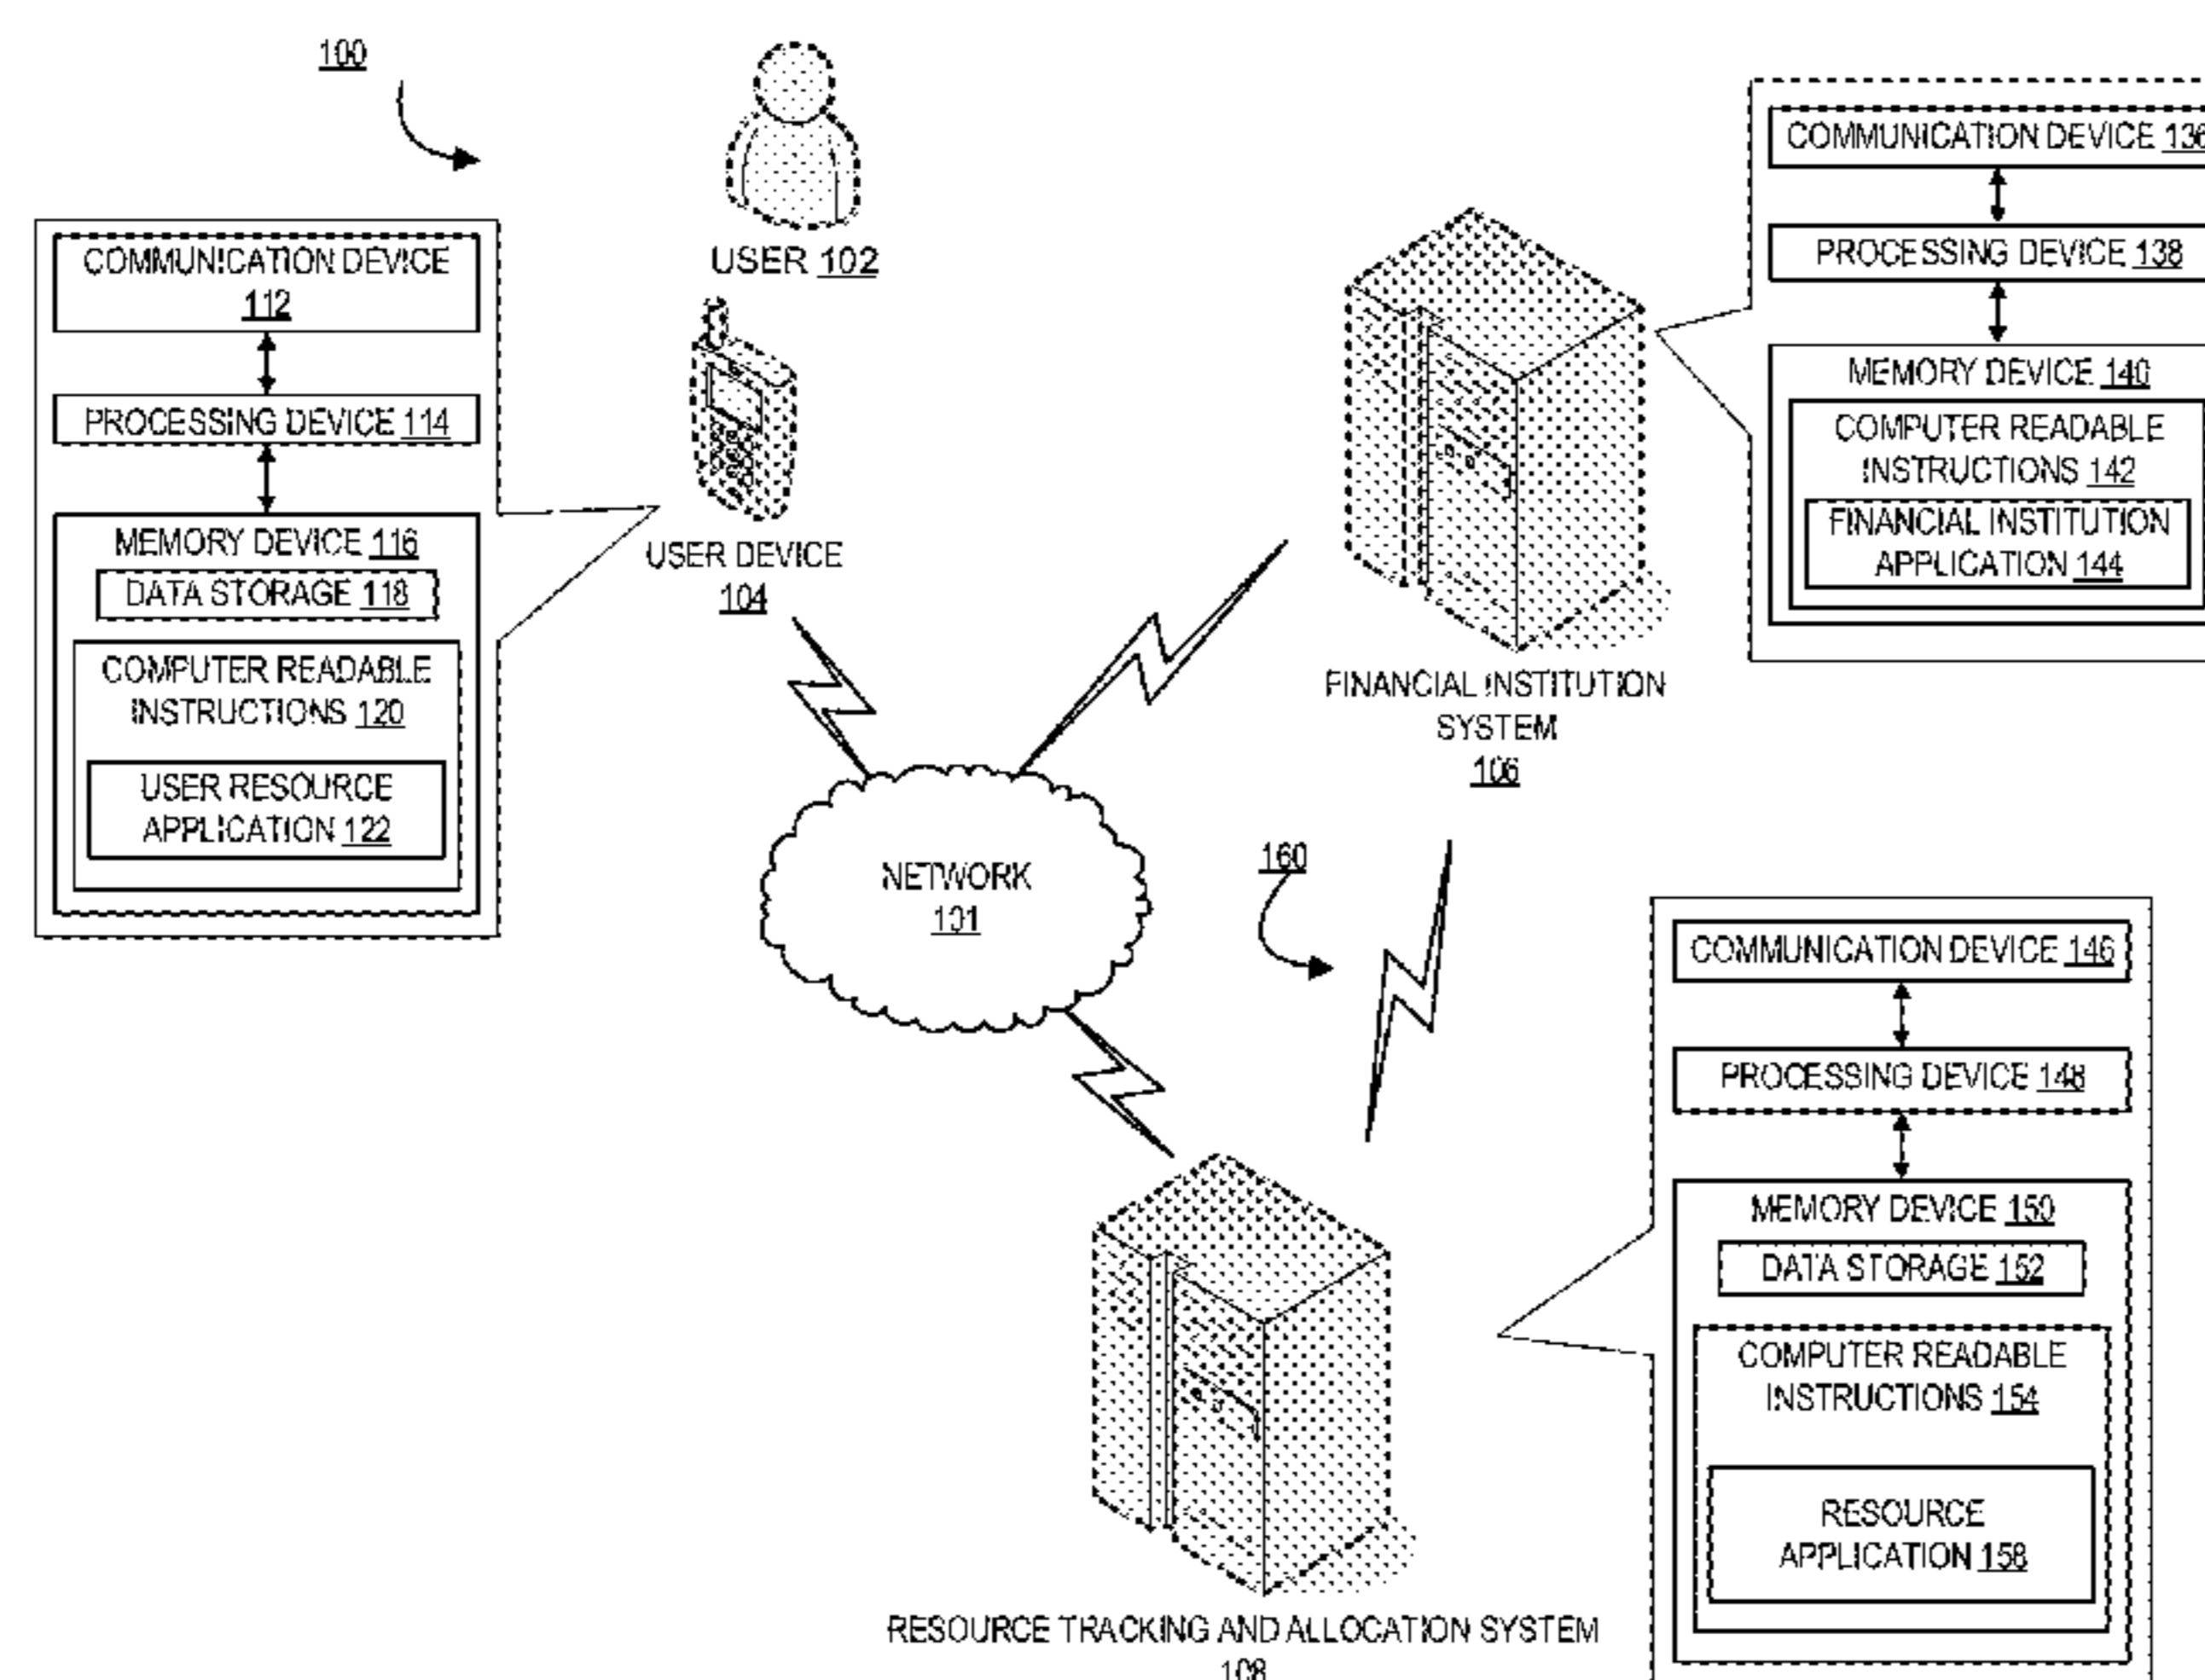 100
USER 102
COMMUNICATION DEVICE
112
PROCESSING DEVICE 114
MEMORY DEVICE 116
DATA STORAGE 118
COMPUTER READABLE
INSTRUCTIONS 120
USER RESOURCE
APPLICATION 122
USER DEVICE
104
COMMUNICATION DEVICE 136
PROCESSING DEVICE 138
MEMORY DEVICE 140
COMPUTER READABLE
INSTRUCTIONS 142
FINANCIAL INSTITUTION
APPLICATION 144
FINANCIAL INSTITUTION
SYSTEM
106
NETWORK
101
160
COMMUNICATION DEVICE 146
PROCESSING DEVICE 148
MEMORY DEVICE 150
DATA STORAGE 152
COMPUTER READABLE
INSTRUCTIONS 154
RESOURCE
APPLICATION 158
RESOURCE TRACKING AND ALLOCATION SYSTEM
108